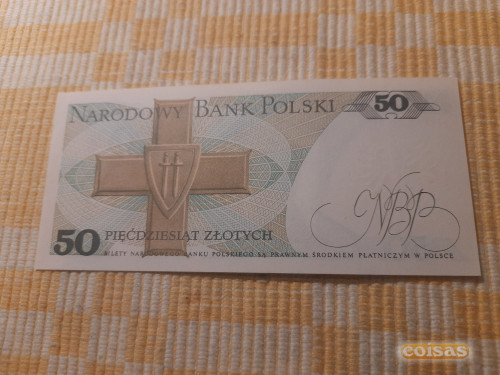 NARODOWY BANK POLSKI
50
NBP
50
PIĘĆDZIESIĄT ZŁOTYCH
BILETY NARODOWEGO BANKU POLSKIEGO SĄ PRAWNYM ŚRODKIEM PŁATNICZYM W POLSCE
coisas